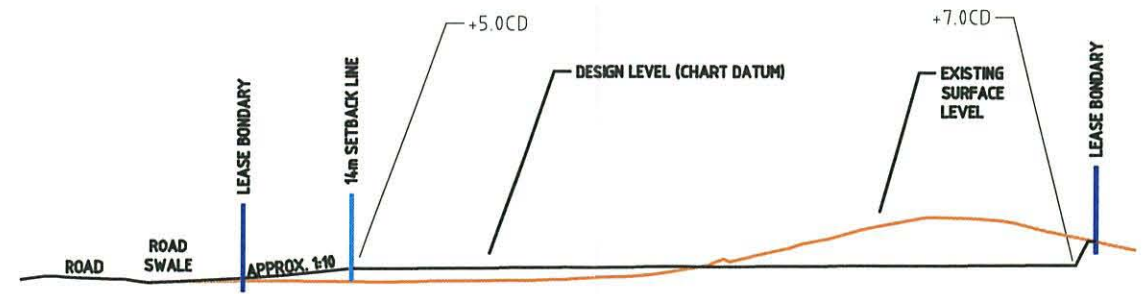 +5.0CD
+7.0CD
DESIGN LEVEL (CHART DATUM)
EXISTING
SURFACE
LEVEL
LEASE BONDARY
14m SETBACK LINE
LEASE BONDARY
ROAD
ROAD
SWALE
APPROX. 1:10